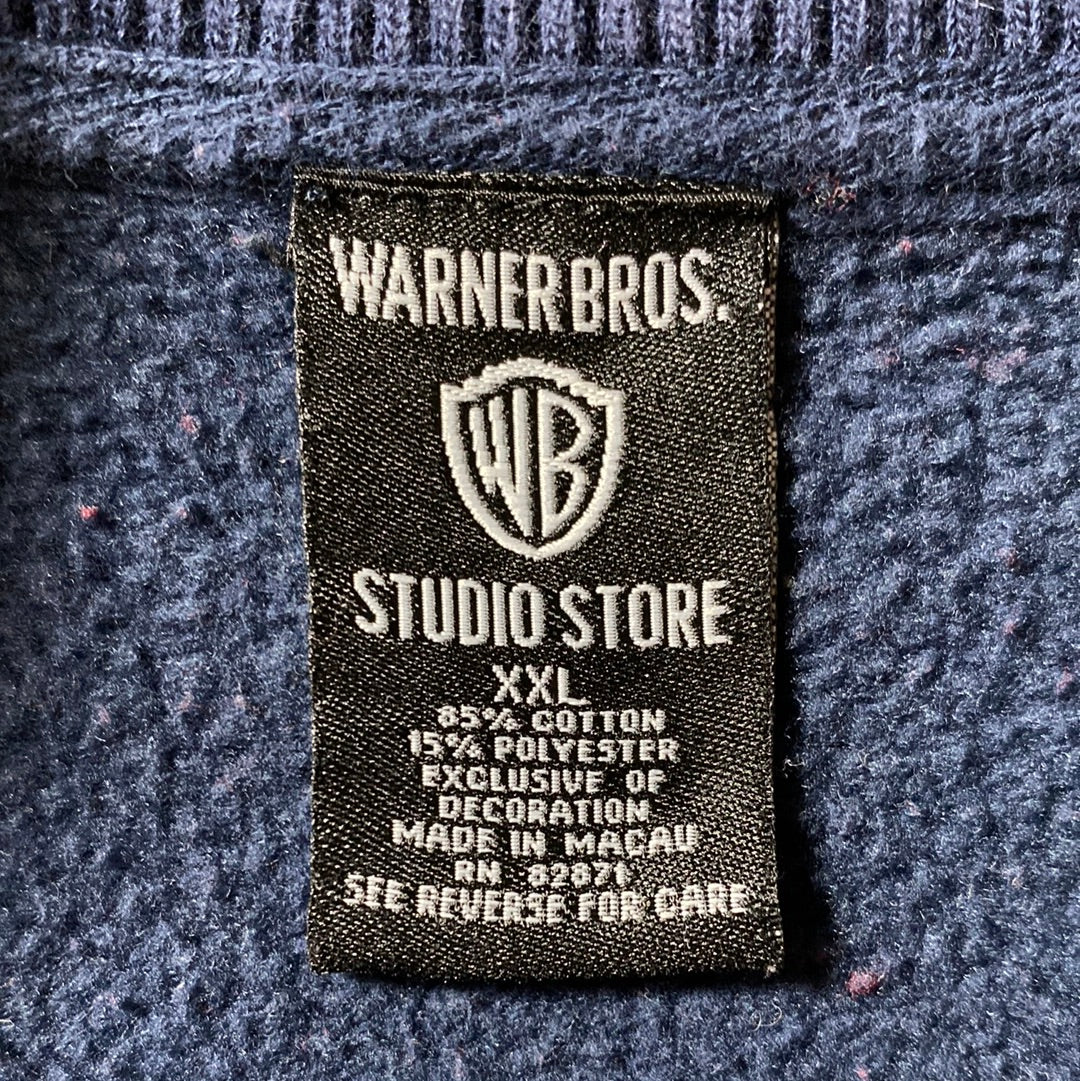 WARNER BROS.
WB
STUDIO STORE
XXL
85% COTTON
15% POLYESTER
EXCLUSIVE OF
DECORATION
MADE IN MACAU
RN 82871
SEE REVERSE FOR CARE